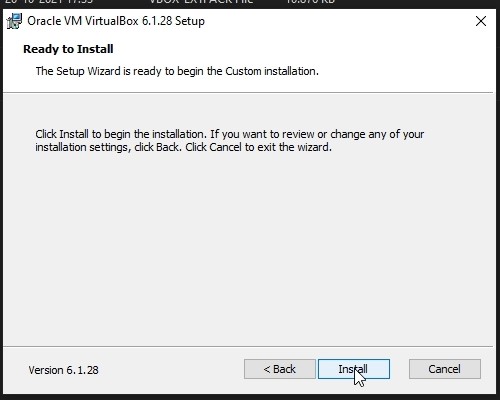 Oracle VM VirtualBox 6.1.28 Setup
Ready to Install
The Setup Wizard is ready to begin the Custom installation.
Click Install to begin the installation. If you want to review or change any of your
installation settings, click Back. Click Cancel to exit the wizard.
Version 6.1.28
< Back
Install
Cancel